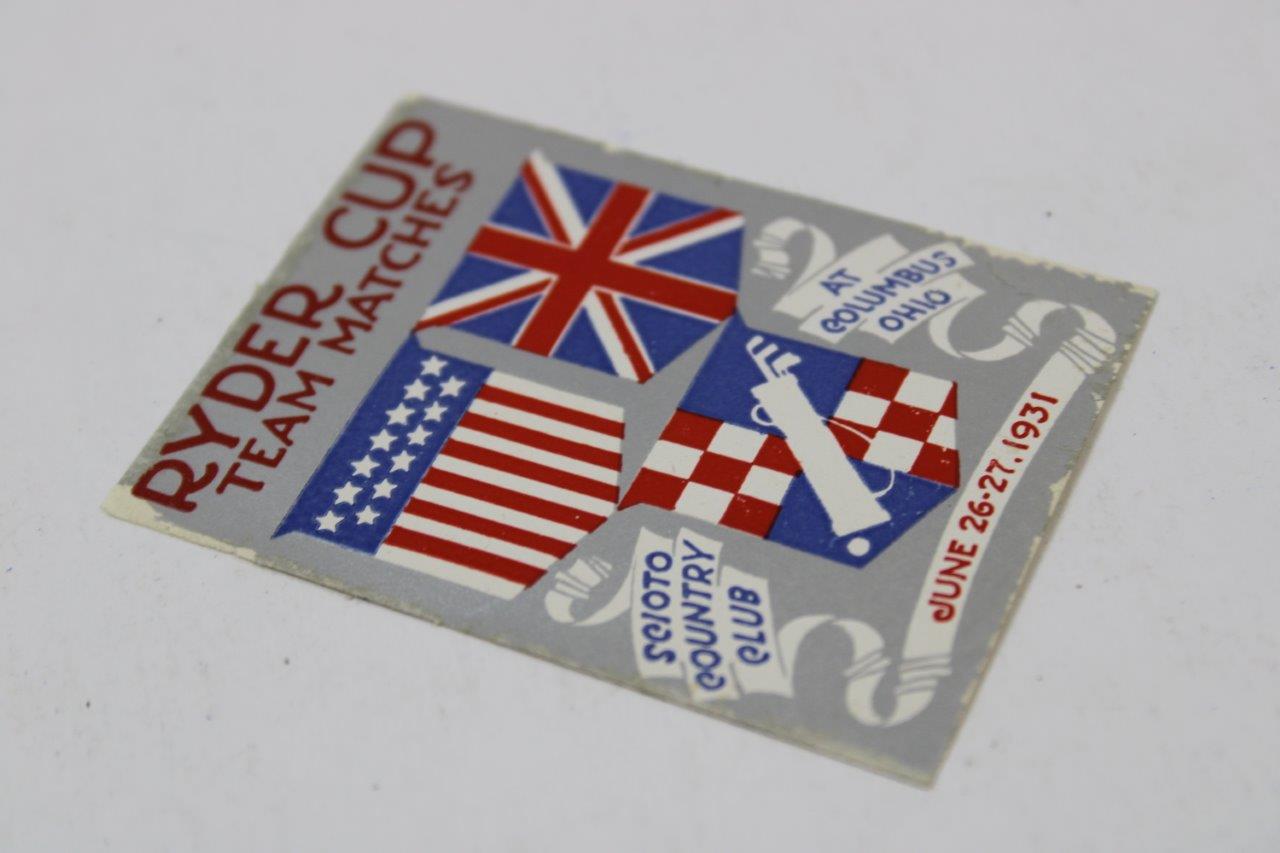 RYDER CUP
TEAM MATCHES
SCIOTO
COUNTRY
CLUB
AT
COLUMBUS
OHIO
JUNE 26-27.1931